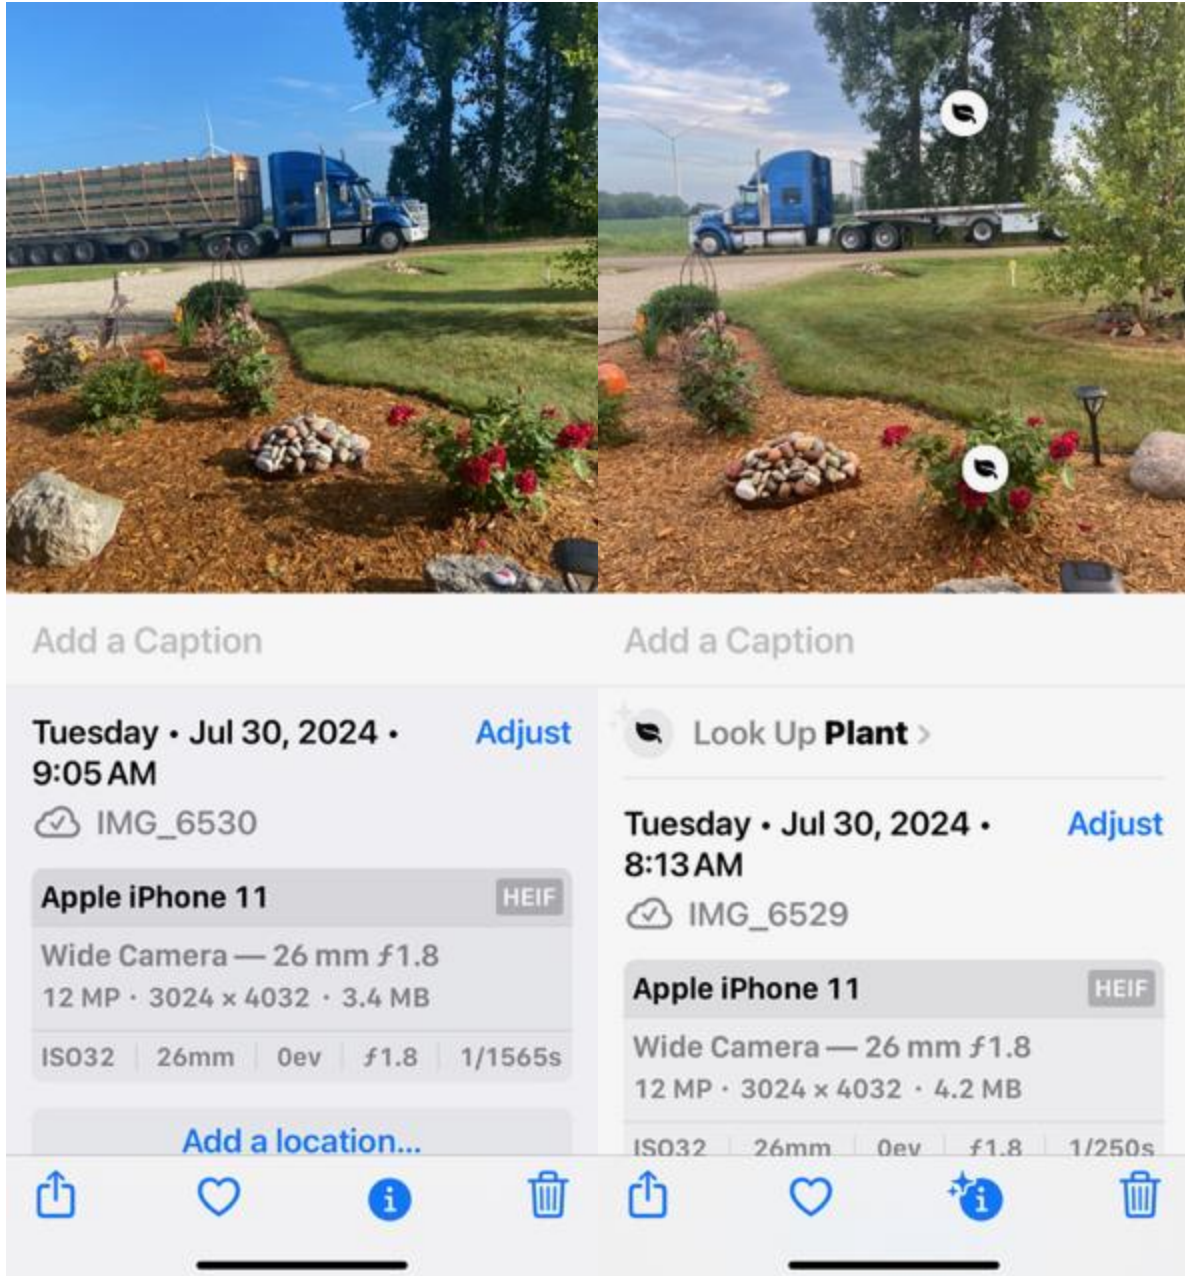 Add a Caption
Tuesday • Jul 30, 2024 •
9:05 AM
Adjust
IMG_6530
Apple iPhone 11
HEIF
Wide Camera — 26 mm ƒ1.8
12 MP · 3024 × 4032 · 3.4 MB
ISO32 26mm 0ev ƒ1.8 1/1565s
Add a location...
Add a Caption
Look Up Plant >
Tuesday • Jul 30, 2024 •
8:13 AM
Adjust
IMG_6529
Apple iPhone 11
HEIF
Wide Camera — 26 mm ƒ1.8
12 MP · 3024 × 4032 · 4.2 MB
ISO32 26mm 0ev ƒ1.8 1/250s